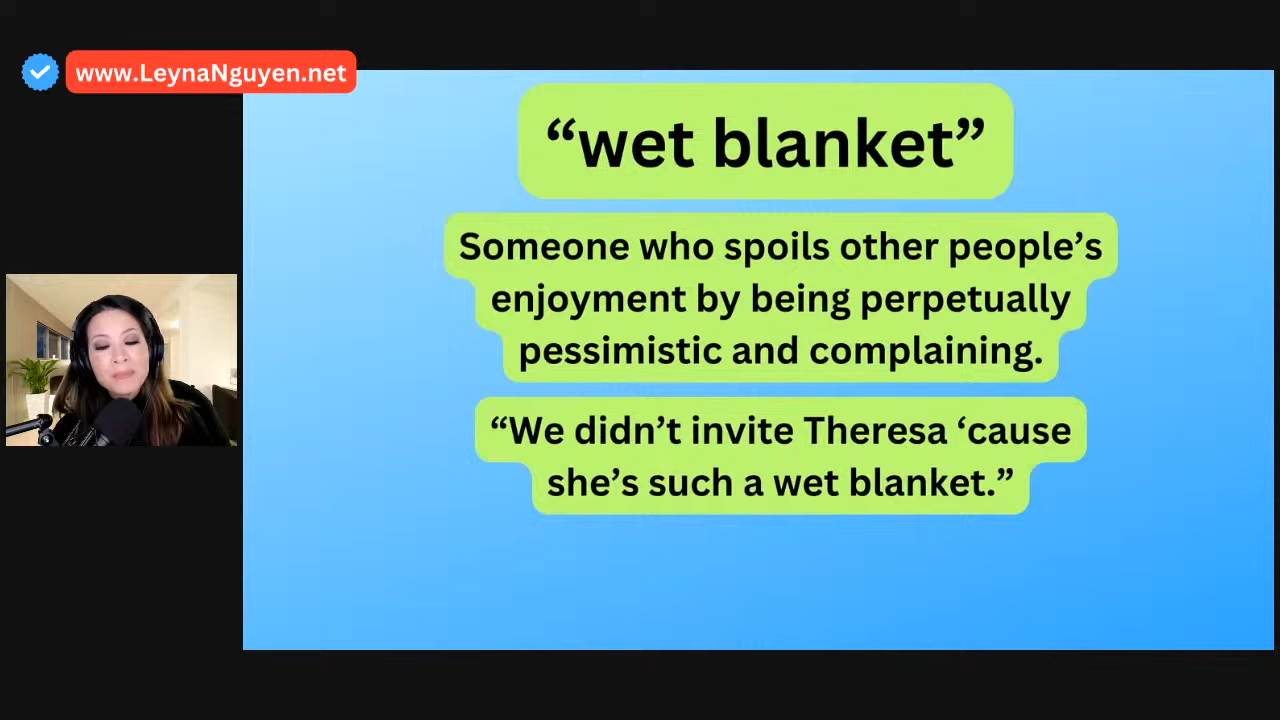 www.LeynaNguyen.net
“wet blanket”
Someone who spoils other people’s
enjoyment by being perpetually
pessimistic and complaining.
“We didn’t invite Theresa ‘cause
she’s such a wet blanket.”